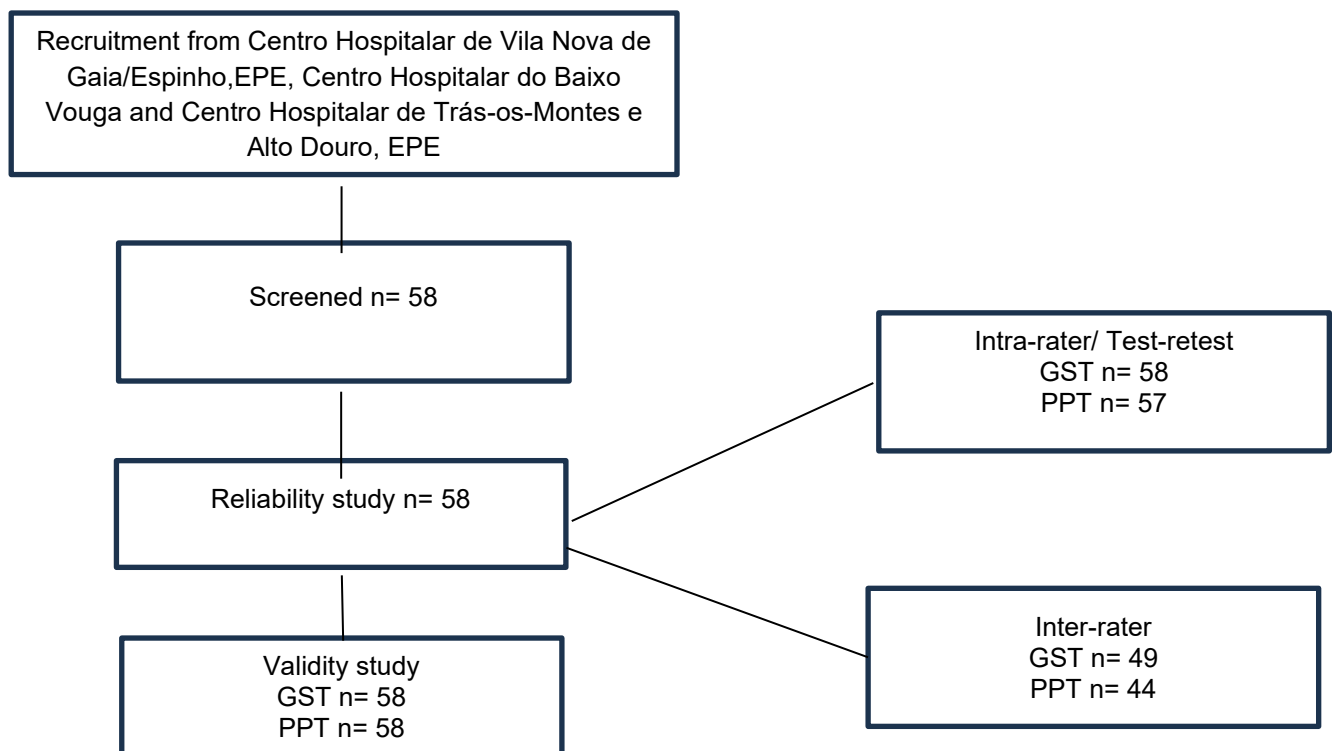 Recruitment from Centro Hospitalar de Vila Nova de
Gaia/Espinho,EPE, Centro Hospitalar do Baixo
Vouga and Centro Hospitalar de Trás-os-Montes e
Alto Douro, EPE
Screened n= 58
Intra-rater/ Test-retest
GST n= 58
PPT n= 57
Reliability study n= 58
Inter-rater
GST n= 49
PPT n= 44
Validity study
GST n= 58
PPT n= 58